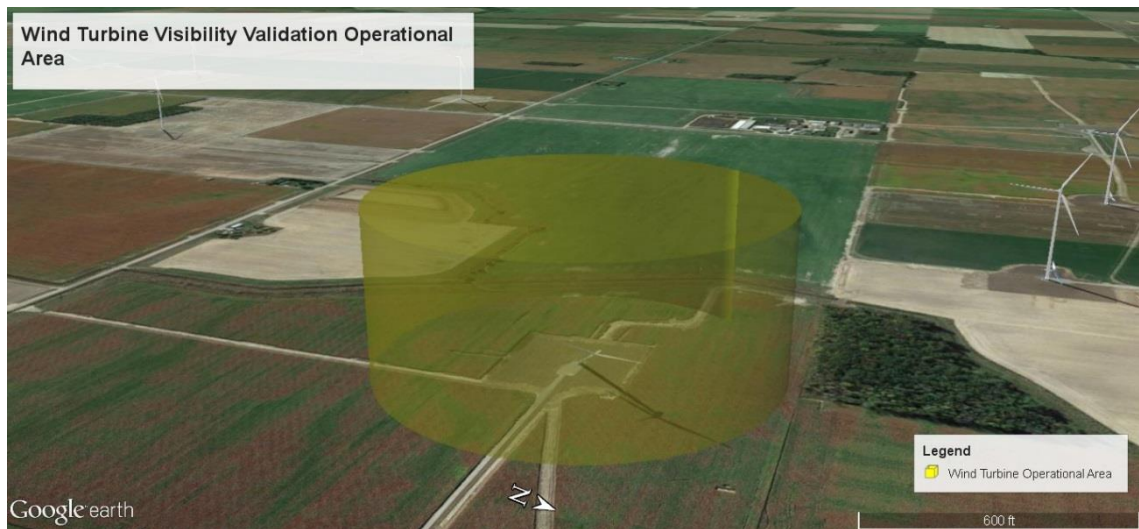 Wind Turbine Visibility Validation Operational
Area
Legend
Wind Turbine Operational Area
N
Google earth
600 ft